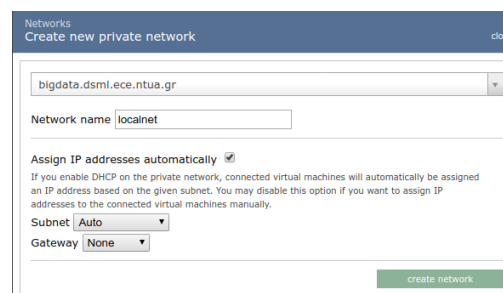 Networks
Create new private network
clo
bigdata.dsml.ece.ntua.gr
Network name localnet
Assign IP addresses automatically
If you enable DHCP on the private network, connected virtual machines will automatically be assigned
an IP address based on the given subnet. You may disable this option if you want to assign IP
addresses to the connected virtual machines manually.
Subnet Auto
Gateway None
create network